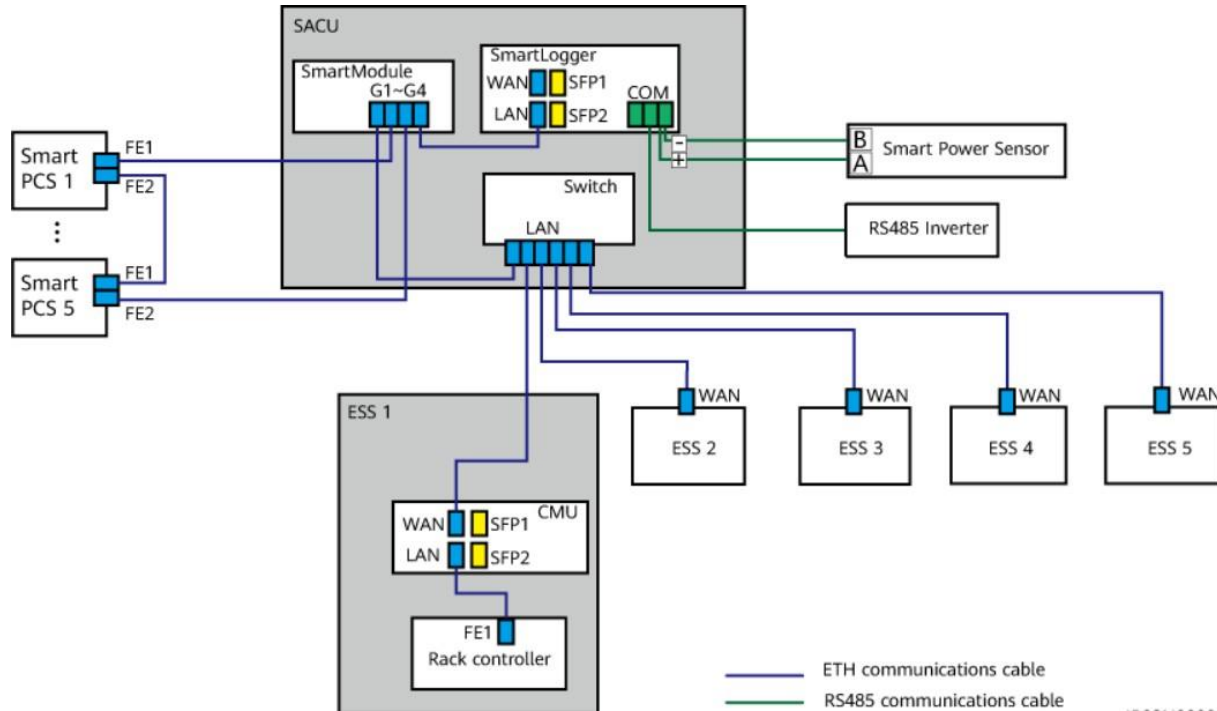 SACU
SmartLogger
SmartModule
G1~G4
WAN
SFP1
LAN
SFP2
COM
Smart
PCS 1
FE1
FE2
−
+
B
A
Smart Power Sensor
Switch
LAN
RS485 Inverter
⋮
Smart
PCS 5
FE1
FE2
ESS 1
WAN
WAN
WAN
WAN
ESS 2
ESS 3
ESS 4
ESS 5
CMU
WAN
SFP1
LAN
SFP2
FE1
Rack controller
ETH communications cable
RS485 communications cable